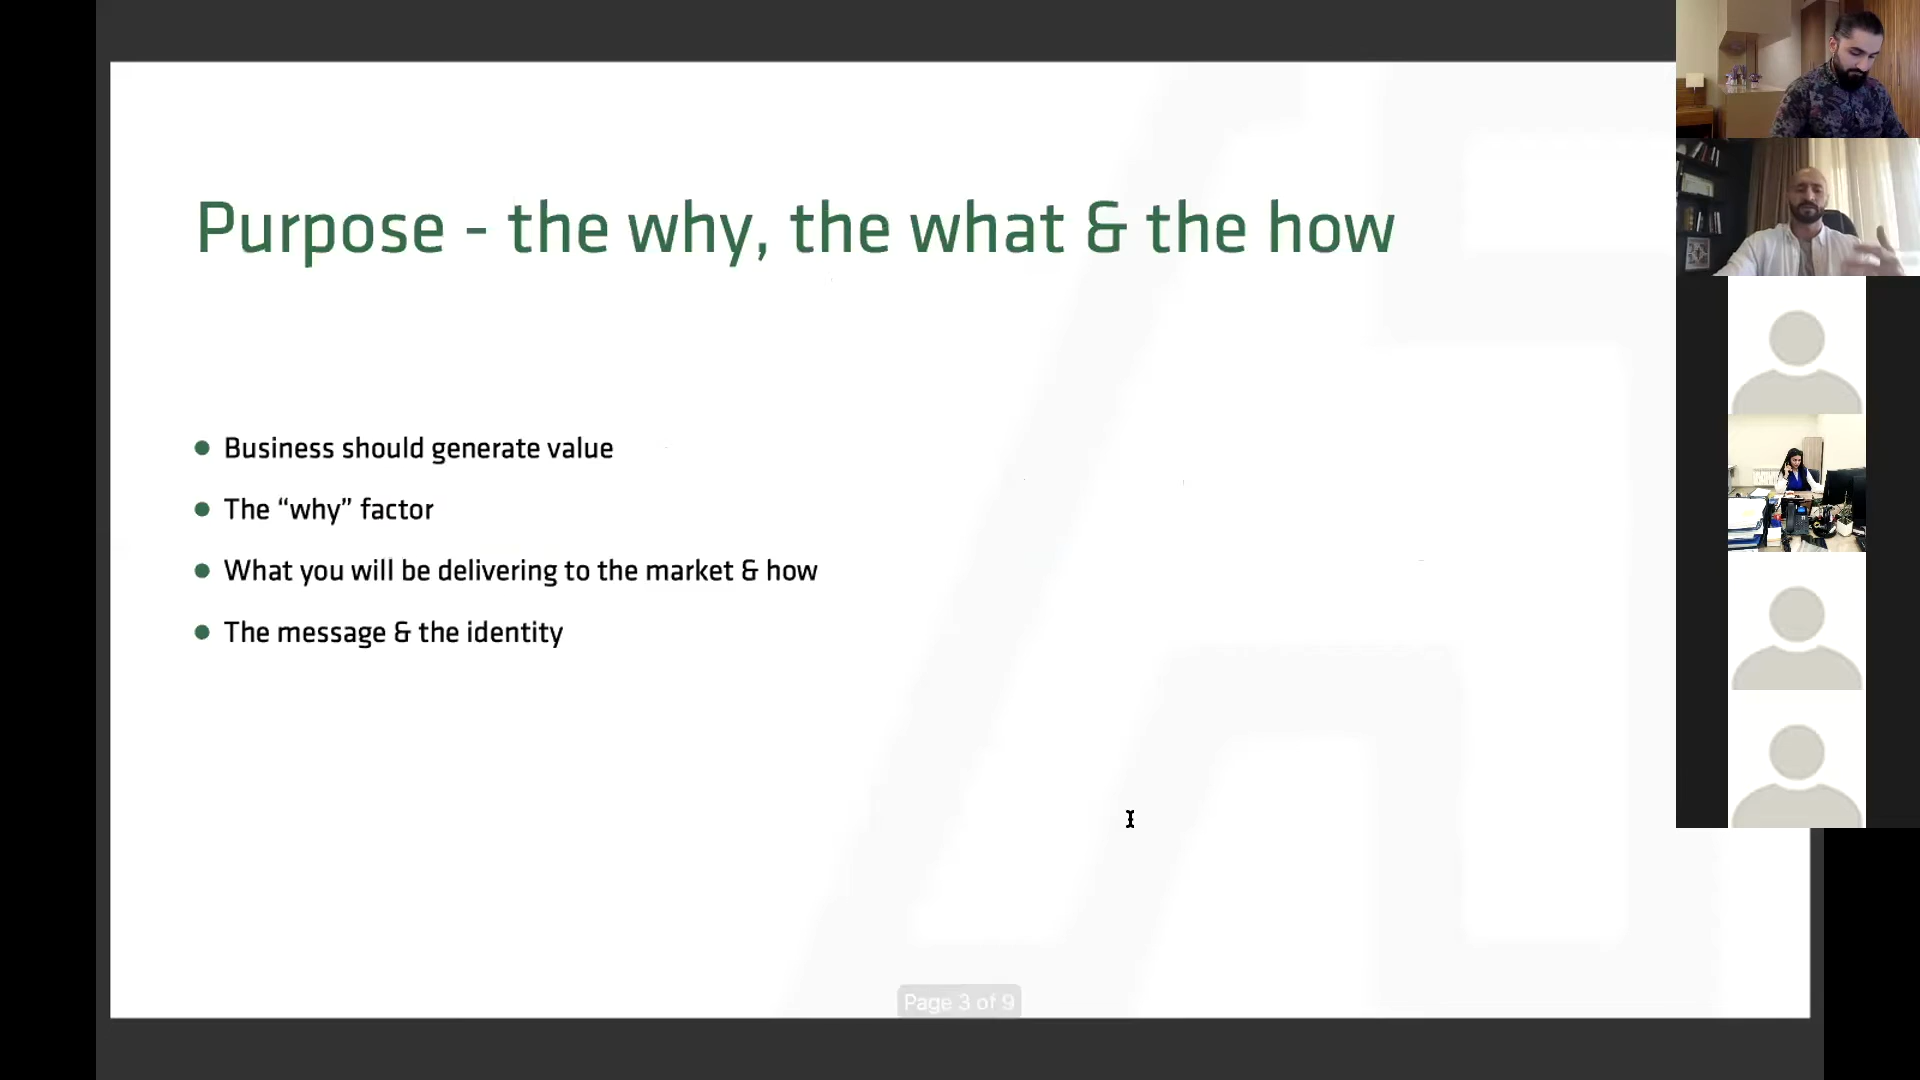 Purpose - the why, the what & the how
● Business should generate value
● The “why” factor
● What you will be delivering to the market & how
● The message & the identity
Page 3 of 9